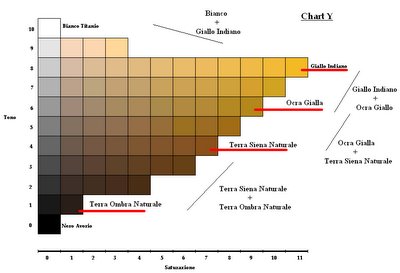 Chart Y
Bianco
+
Giallo Indiano
10
Bianco Titanio
9
8
Giallo Indiano
7
Giallo Indiano
+
Ocra Giallo
6
Ocra Gialla
Tono
5
Ocra Gialla
+
Terra Siena Naturale
4
Terra Siena Naturale
3
2
Terra Siena Naturale
+
Terra Ombra Naturale
1
Terra Ombra Naturale
0
Nero Avorio
0 1 2 3 4 5 6 7 8 9 10 11
Saturazione